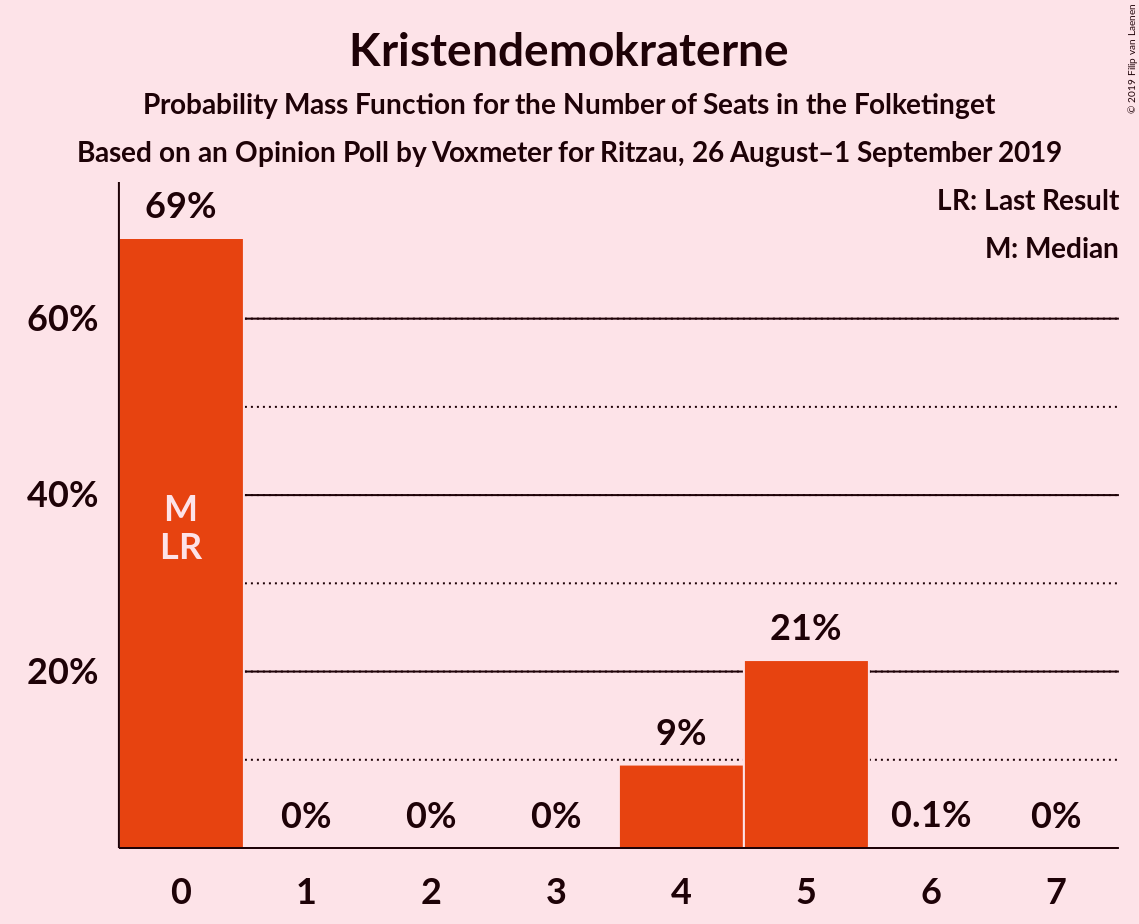 Kristendemokraterne
Probability Mass Function for the Number of Seats in the Folketinget
Based on an Opinion Poll by Voxmeter for Ritzau, 26 August–1 September 2019
© 2019 Filip van Laenen
LR: Last Result
M: Median
69%
60%
40%
20%
M
LR
0%
0%
0%
9%
21%
0.1%
0%
0 1 2 3 4 5 6 7